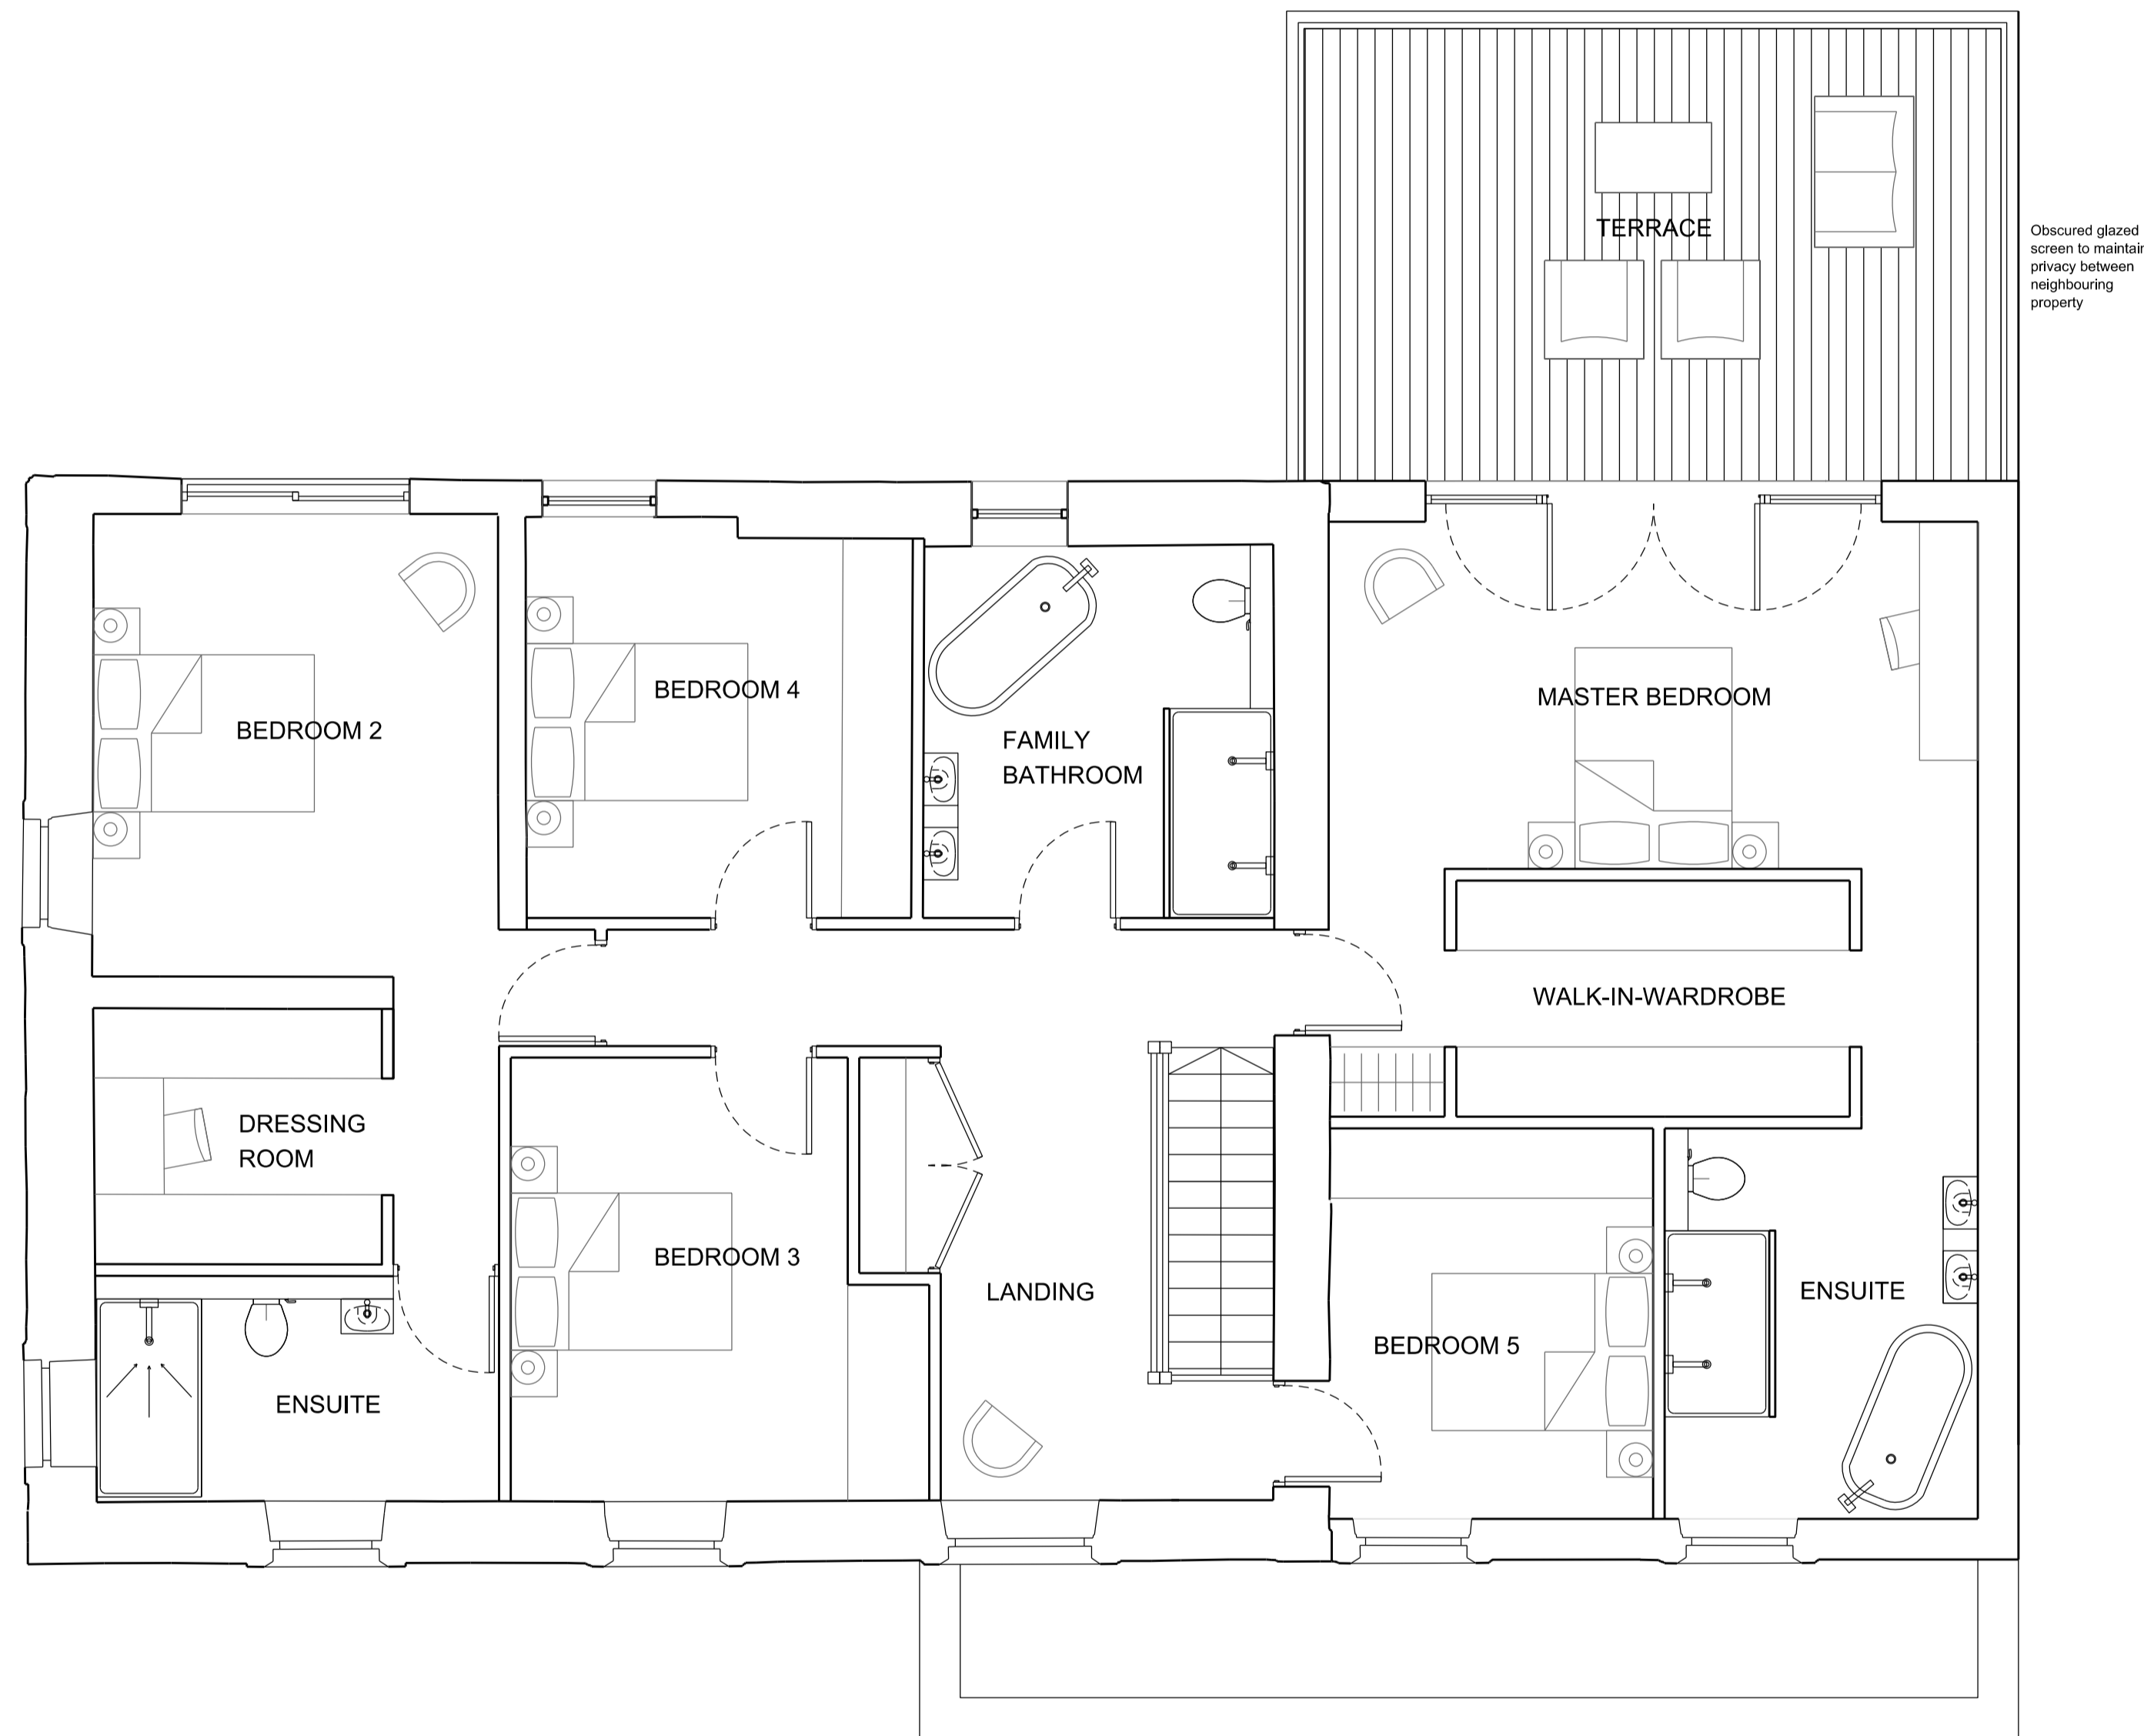 TERRACE
Obscured glazed
screen to maintain
privacy between
neighbouring
property
BEDROOM 2
BEDROOM 4
FAMILY
BATHROOM
MASTER BEDROOM
WALK-IN-WARDROBE
DRESSING
ROOM
BEDROOM 3
LANDING
BEDROOM 5
ENSUITE
ENSUITE